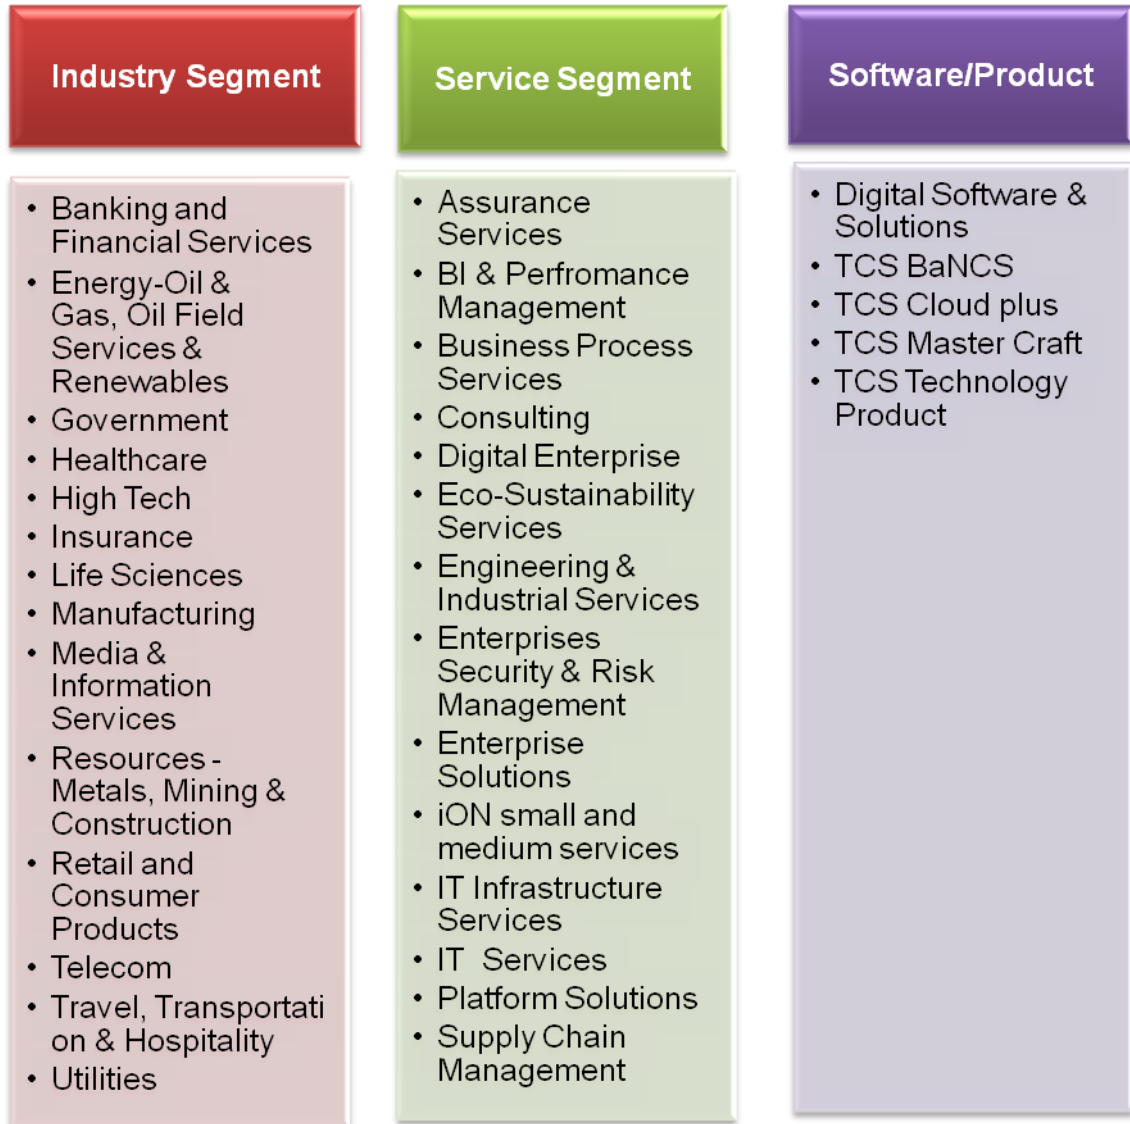 Industry Segment
• Banking and
Financial Services
• Energy-Oil &
Gas, Oil Field
Services &
Renewables
• Government
• Healthcare
• High Tech
• Insurance
• Life Sciences
• Manufacturing
• Media &
Information
Services
• Resources -
Metals, Mining &
Construction
• Retail and
Consumer
Products
• Telecom
• Travel, Transportati
on & Hospitality
• Utilities
Service Segment
• Assurance
Services
• BI & Perfromance
Management
• Business Process
Services
• Consulting
• Digital Enterprise
• Eco-Sustainability
Services
• Engineering &
Industrial Services
• Enterprises
Security & Risk
Management
• Enterprise
Solutions
• iON small and
medium services
• IT Infrastructure
Services
• IT Services
• Platform Solutions
• Supply Chain
Management
Software/Product
• Digital Software &
Solutions
• TCS BaNCS
• TCS Cloud plus
• TCS Master Craft
• TCS Technology
Product